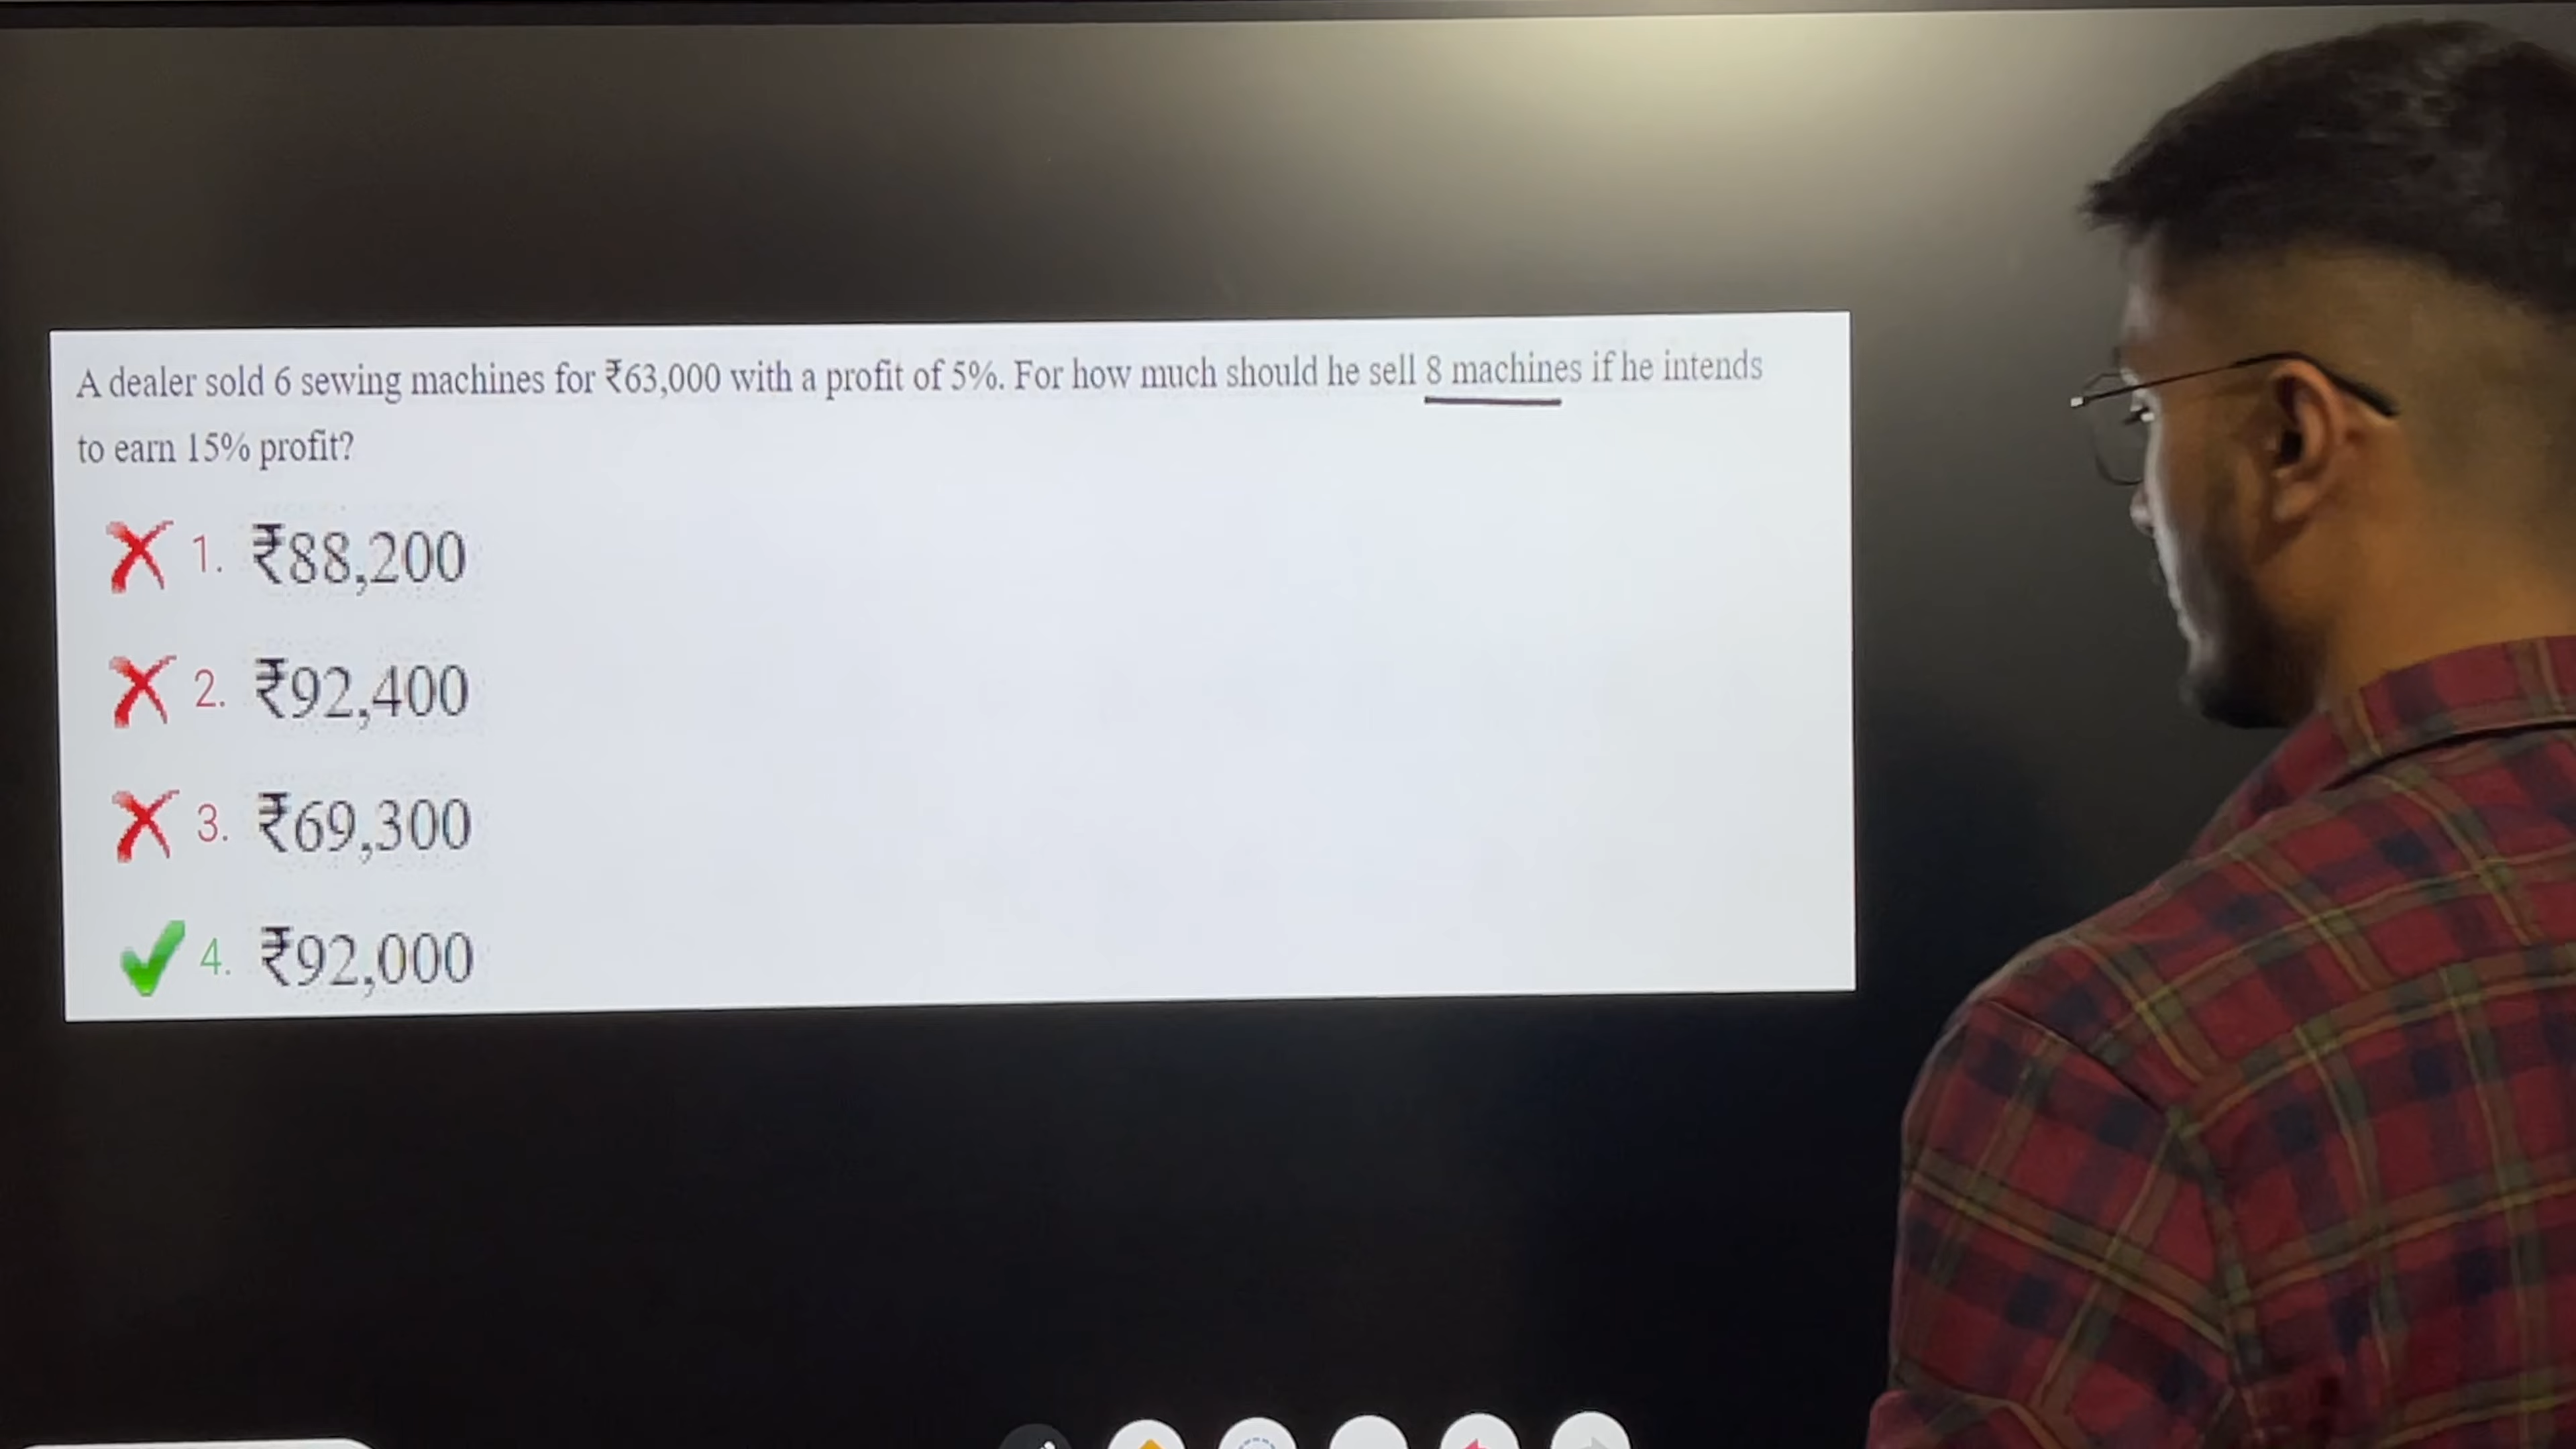 A dealer sold 6 sewing machines for ₹63,000 with a profit of 5%. For how much should he sell 8 machines if he intends
to earn 15% profit?
1. ₹88,200
2. ₹92,400
3. ₹69,300
4. ₹92,000